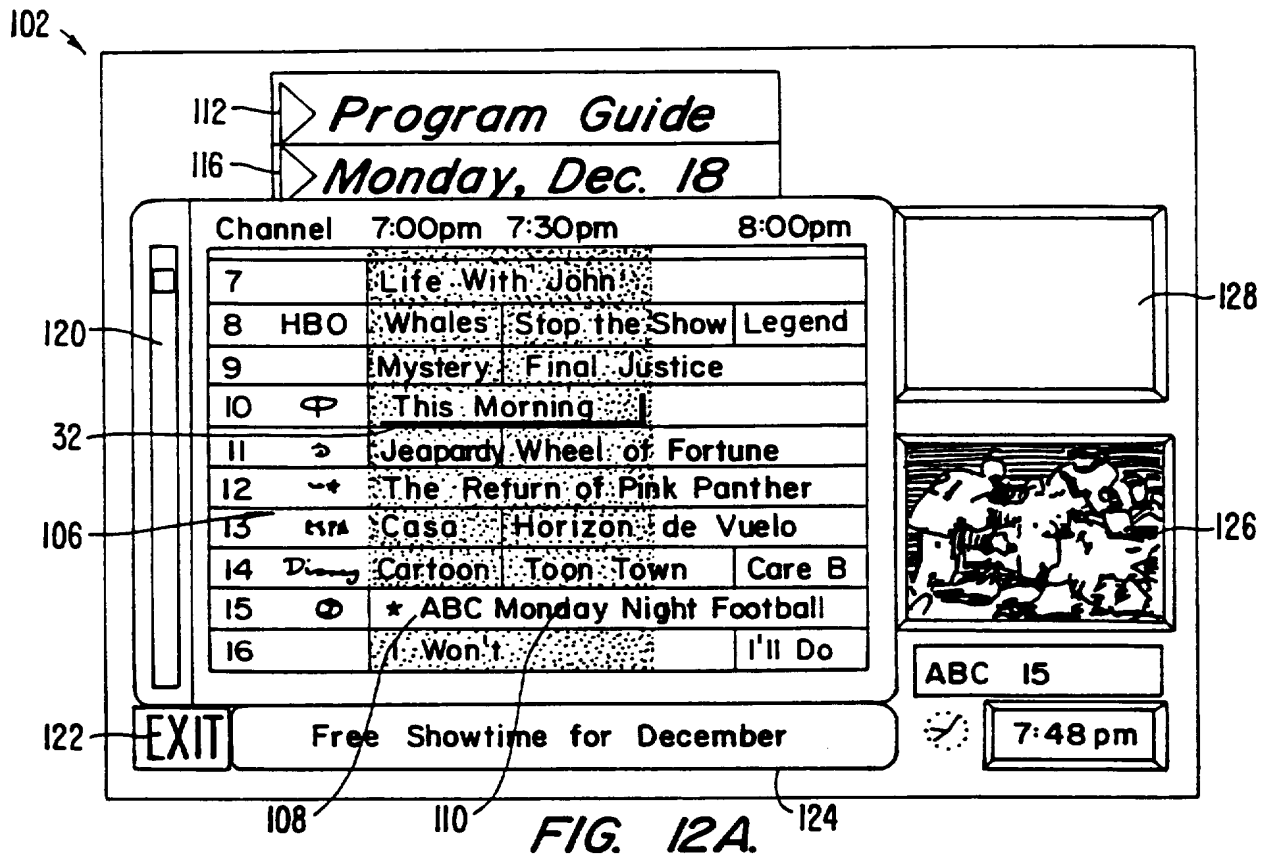 102
112 Program Guide
116 Monday, Dec. 18
Channel 7:00pm 7:30pm 8:00pm
7 Life With John
128
8 HBO Whales Stop the Show Legend
120
9 Mystery Final Justice
10 This Morning
32
11 Jeopardy Wheel of Fortune
12 The Return of Pink Panther
106
13 Casa Horizon de Vuelo
126
14 Disney Cartoon Toon Town Care B
15 * ABC Monday Night Football
16 I Won't I'll Do
ABC 15
122 EXIT Free Showtime for December 7:48 pm
108 110 124
FIG. 12A.